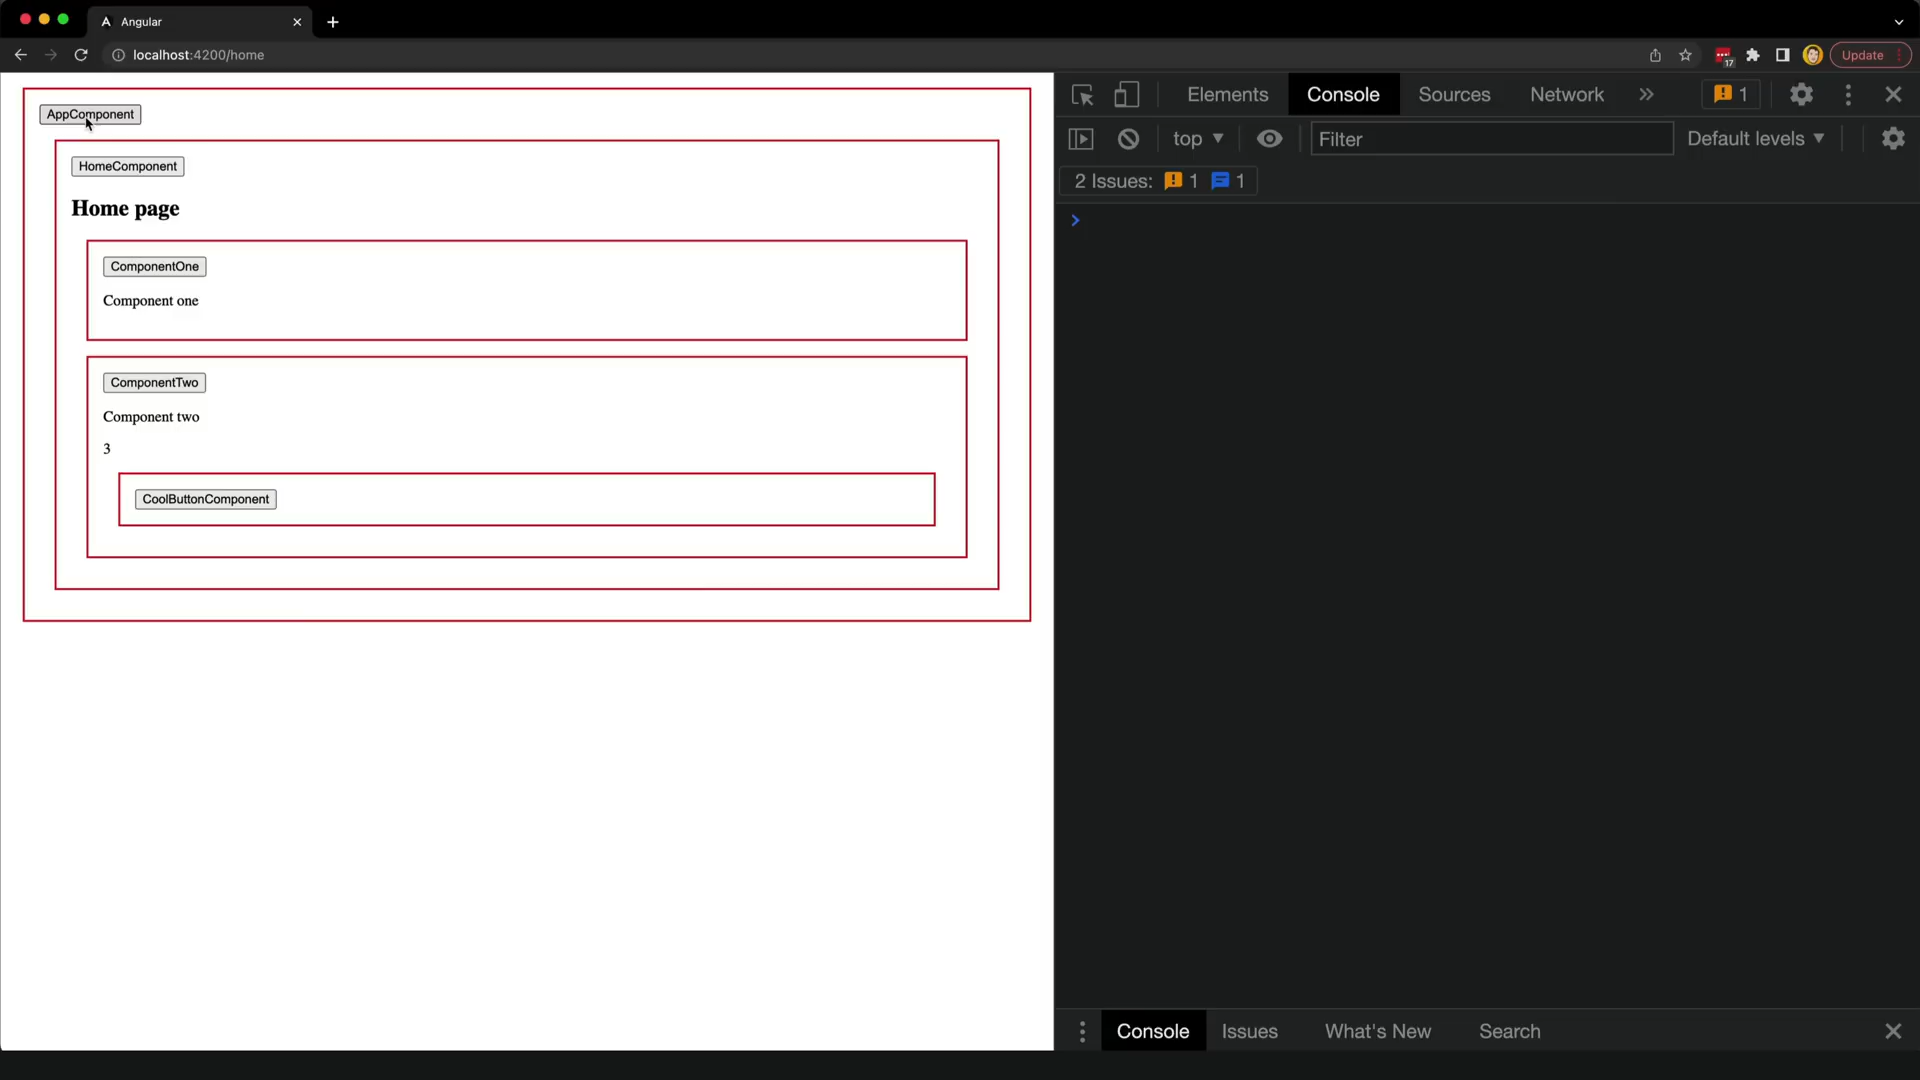 Angular
localhost:4200/home
17
Update
AppComponent
HomeComponent
Home page
ComponentOne
Component one
ComponentTwo
Component two
3
CoolButtonComponent
Elements
Console
Sources
Network
1
top
Filter
Default levels
2 Issues: 1 1
Console
Issues
What's New
Search